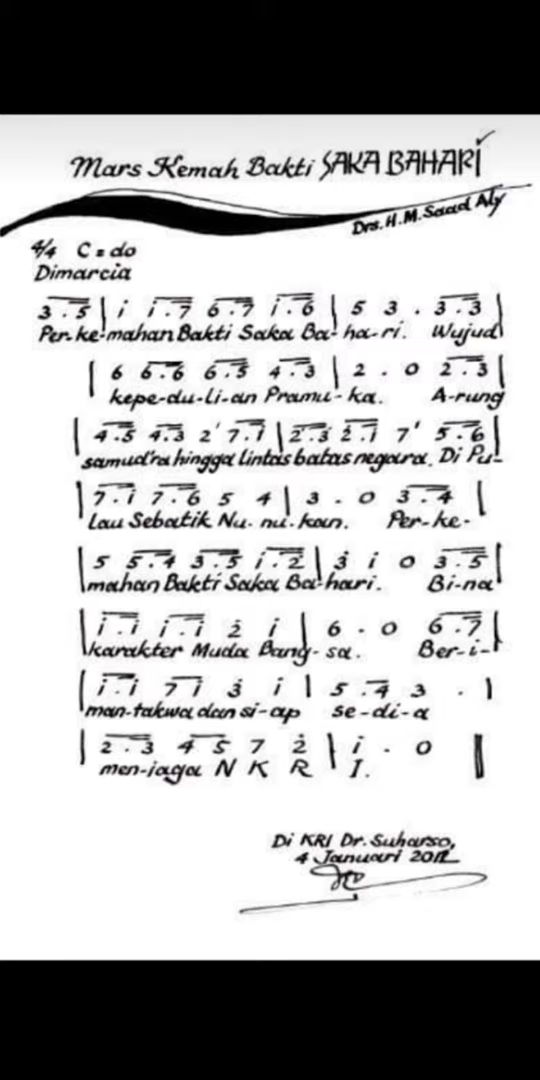 Mars Kemah Bakti SAKA BAHARI
Drs. H. M. Saad Aly
4/4 C = do
Dimarcia
3 . 5 | i i . 7 6 . 7 i . 6 | 5 3 . 3 . 3 |
Per-ke-mahan Bakti Saka Ba-ha-ri. Wujud
| 6 6 . 6 6 . 5 4 . 3 | 2 . 0 2 . 3 |
kepe-du-li-an Pramu-ka. A-rung
| 4 . 5 4 . 3 2' 7 . 1 | 2 . 3 2 . 1 7' 5 . 6 |
samud'ra hingga lintas batas negara. Di Pu-
| 7 . i 7 . 6 5 4 | 3 . 0 3 . 4 |
Lau Sebatik Nu-nu-kan. Per-ke-
| 5 5 . 4 3 . 5 i . 2 | 3 i 0 3 . 5 |
mahan Bakti Saka Ba-hari. Bi-na
| i . i i . i 2 i | 6 . 0 6 . 7 |
karakter Muda Bang-sa. Ber-i-
| i . i 7 i 3 i | 5 . 4 3 . |
man-takwa dan si-ap se-di-a
| 2 . 3 4 5 7 2 | i . 0 |
men-jaga N K R I.
Di KRI Dr. Suharso,
4 Januari 2012